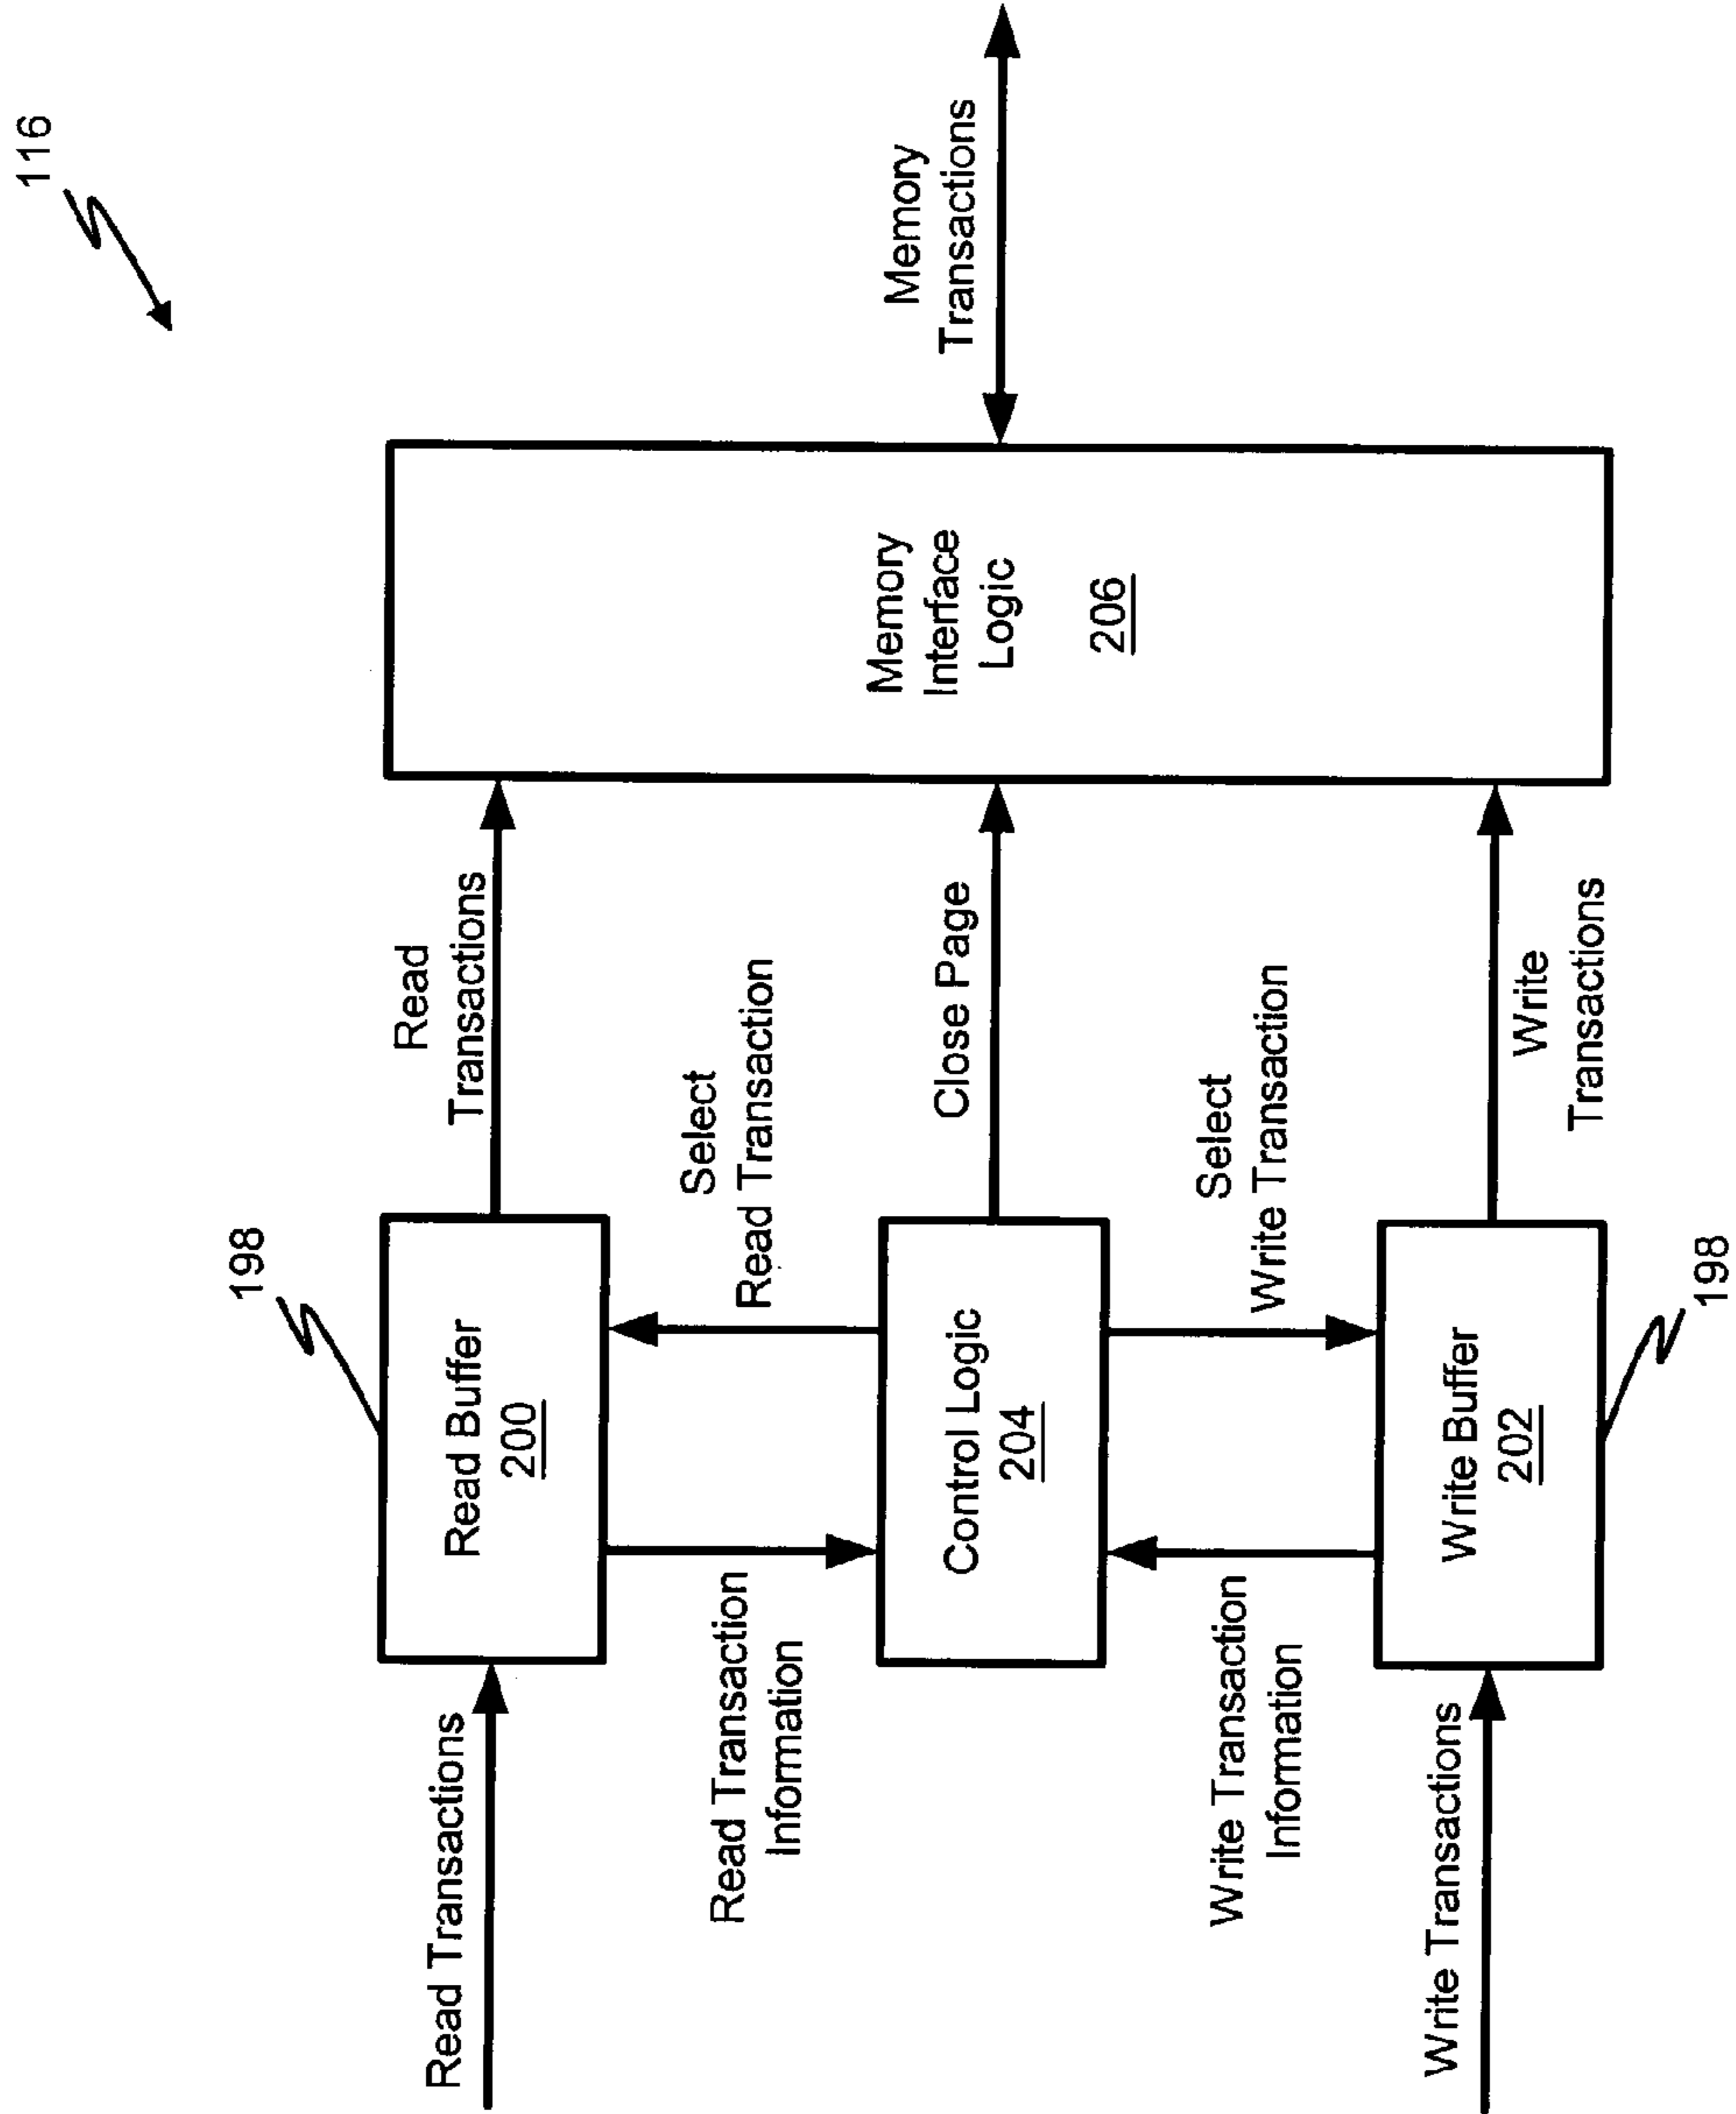 116
198
Read Transactions
Read Buffer
200
Read
Transactions
Read Transaction
Information
Select
Read Transaction
Control Logic
204
Close Page
Memory
Interface
Logic
206
Memory
Transactions
Write Transaction
Information
Select
Write Transaction
Write Transactions
Write Buffer
202
Write
Transactions
198